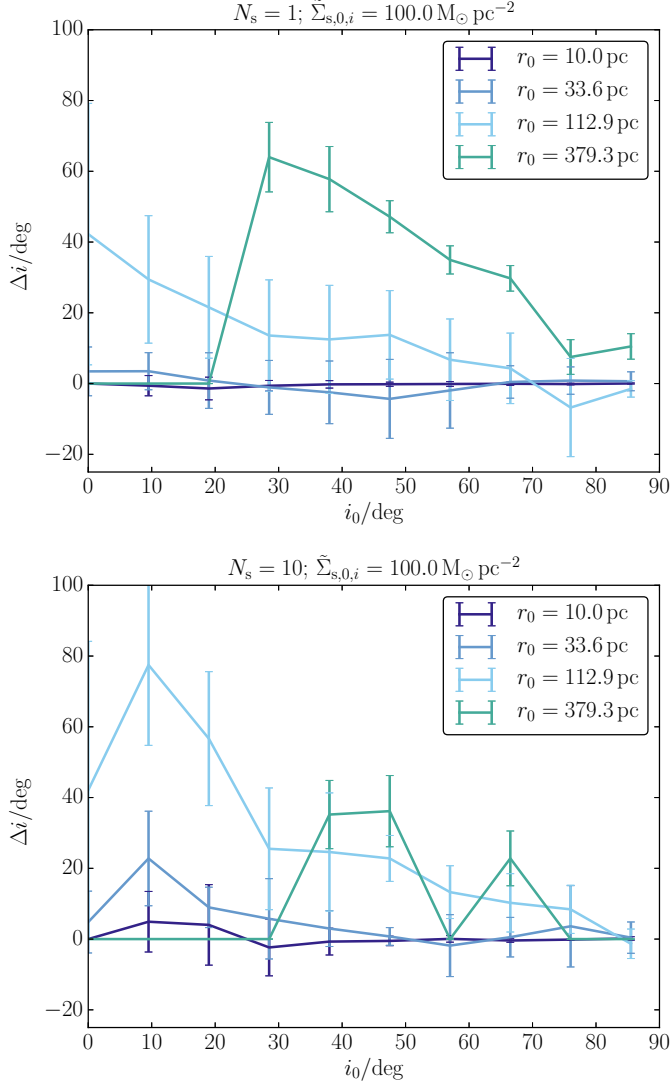 N_s = 1; Σ̃_{s,0,i} = 100.0 M_⊙ pc^{−2}
100
80
60
40
20
0
−20
Δi/deg
r_0 = 10.0 pc
r_0 = 33.6 pc
r_0 = 112.9 pc
r_0 = 379.3 pc
0 10 20 30 40 50 60 70 80 90
i_0/deg
N_s = 10; Σ̃_{s,0,i} = 100.0 M_⊙ pc^{−2}
100
80
60
40
20
0
−20
Δi/deg
r_0 = 10.0 pc
r_0 = 33.6 pc
r_0 = 112.9 pc
r_0 = 379.3 pc
0 10 20 30 40 50 60 70 80 90
i_0/deg